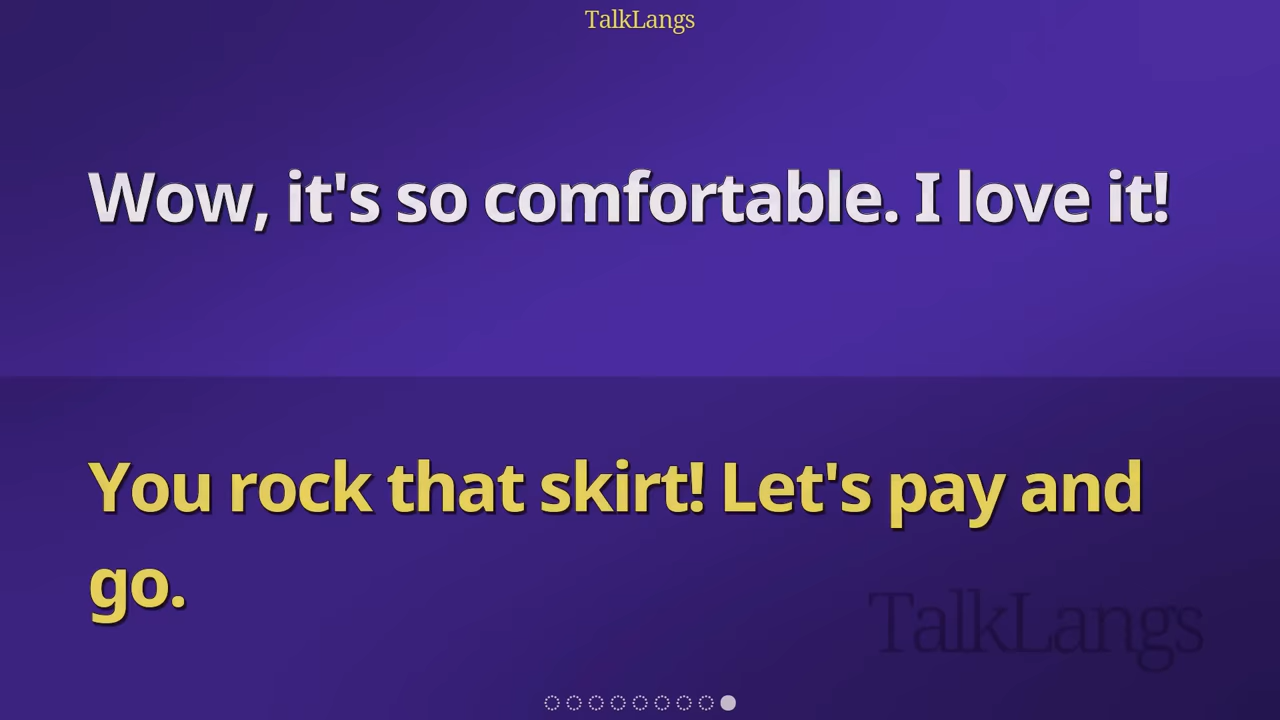 TalkLangs
Wow, it's so comfortable. I love it!
You rock that skirt! Let's pay and
go.
TalkLangs